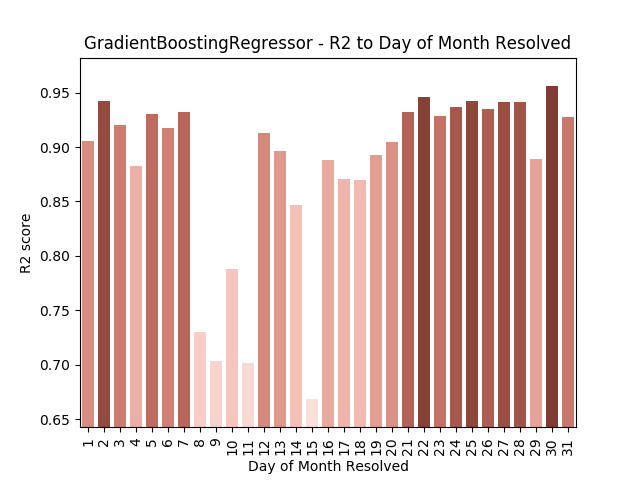 GradientBoostingRegressor - R2 to Day of Month Resolved
R2 score
0.95
0.90
0.85
0.80
0.75
0.70
0.65
1 2 3 4 5 6 7 8 9 10 11 12 13 14 15 16 17 18 19 20 21 22 23 24 25 26 27 28 29 30 31
Day of Month Resolved